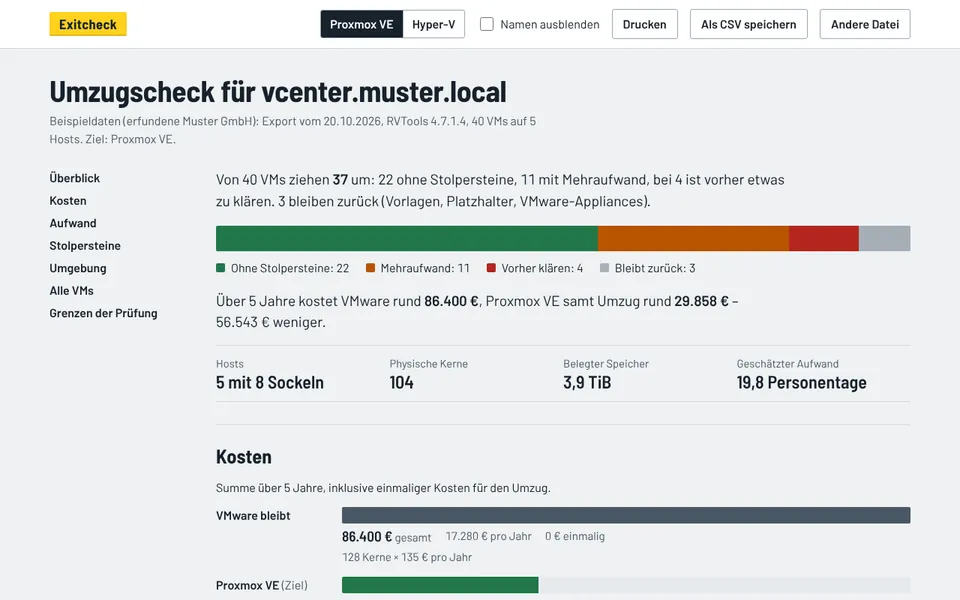 Exitcheck
Proxmox VE
Hyper-V
Namen ausblenden
Drucken
Als CSV speichern
Andere Datei
Umzugscheck für vcenter.muster.local
Beispieldaten (erfundene Muster GmbH): Export vom 20.10.2026, RVTools 4.7.1.4, 40 VMs auf 5
Hosts. Ziel: Proxmox VE.
Überblick
Kosten
Aufwand
Stolpersteine
Umgebung
Alle VMs
Grenzen der Prüfung
Von 40 VMs ziehen 37 um: 22 ohne Stolpersteine, 11 mit Mehraufwand, bei 4 ist vorher etwas
zu klären. 3 bleiben zurück (Vorlagen, Platzhalter, VMware-Appliances).
Ohne Stolpersteine: 22
Mehraufwand: 11
Vorher klären: 4
Bleibt zurück: 3
Über 5 Jahre kostet VMware rund 86.400 €, Proxmox VE samt Umzug rund 29.858 € –
56.543 € weniger.
Hosts
5 mit 8 Sockeln
Physische Kerne
104
Belegter Speicher
3,9 TiB
Geschätzter Aufwand
19,8 Personentage
Kosten
Summe über 5 Jahre, inklusive einmaliger Kosten für den Umzug.
VMware bleibt
86.400 € gesamt
17.280 € pro Jahr
0 € einmalig
128 Kerne × 135 € pro Jahr
Proxmox VE (Ziel)